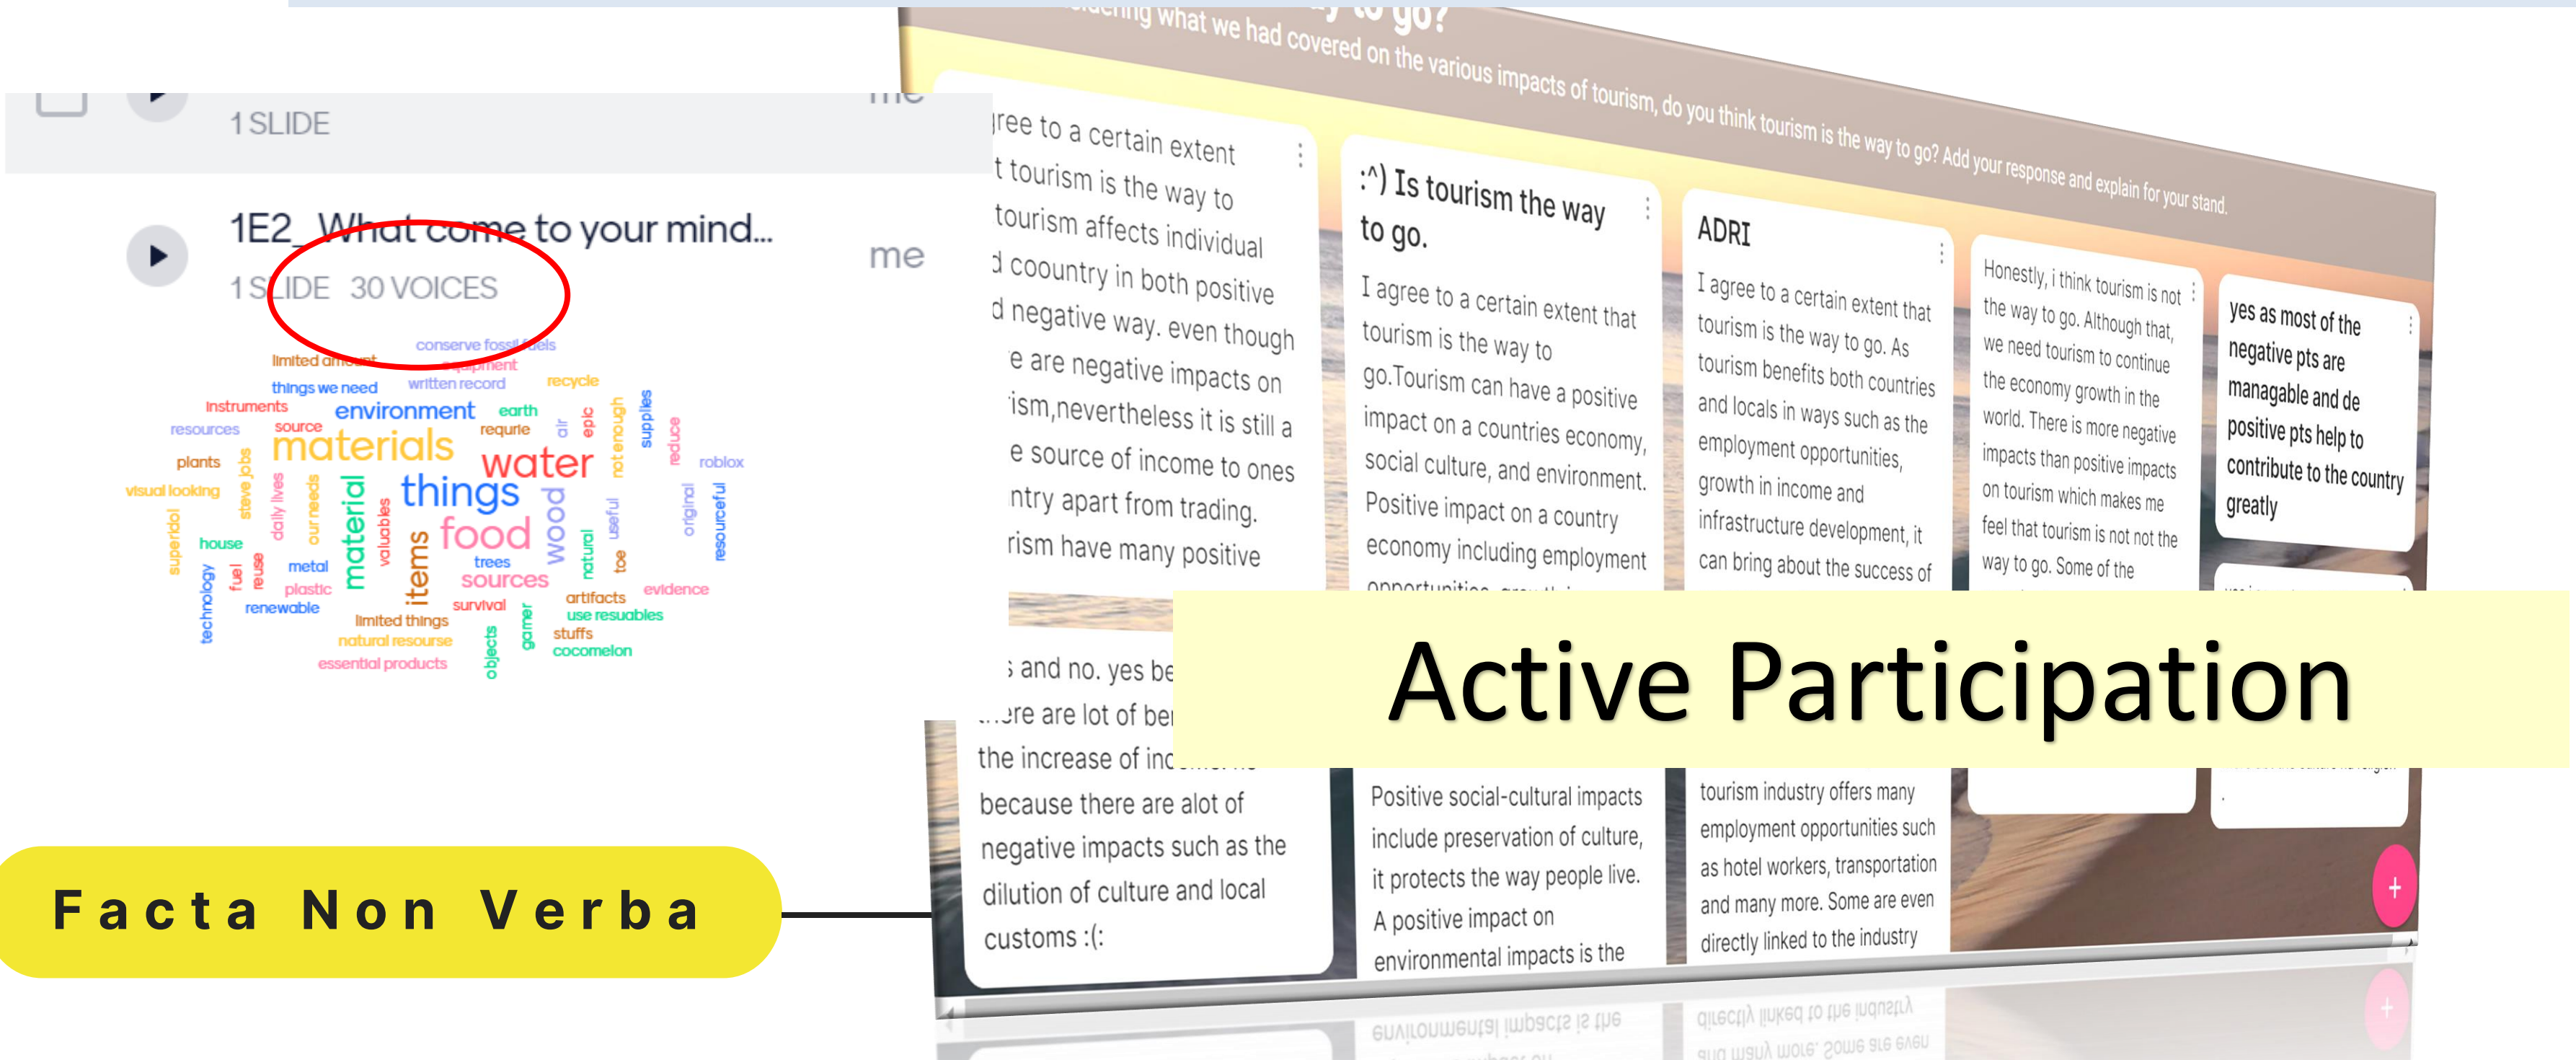 me
1 SLIDE
1E2_ What come to your mind...
me
1 SLIDE 30 VOICES
conserve fossil fuels
limited amount
equipment
things we need
written record
recycle
instruments
environment
earth
resources
source
materials
requrie
air
epic
not enough
supplies
reduce
plants
water
roblox
visual looking
steve jobs
daily lives
our needs
material
valuables
things
wood
useful
original
resourceful
superidol
house
items
food
natural
toe
technology
fuel
reuse
metal
trees
sources
plastic
evidence
renewable
survival
artifacts
limited things
use resuables
natural resourse
objects
gamer
stuffs
essential products
cocomelon
Facta Non Verba
to go?
what we had covered on the various impacts of tourism, do you think tourism is the way to go? Add your response and explain for your stand.
to a certain extent
tourism is the way to
tourism affects individual
coountry in both positive
negative way. even though
are negative impacts on
nevertheless it is still a
source of income to ones
apart from trading.
have many positive
and no. yes
are lot of
the increase of
because there are alot of
negative impacts such as the
dilution of culture and local
customs :(:
:^) Is tourism the way
to go.
I agree to a certain extent that
tourism is the way to
go.Tourism can have a positive
impact on a countries economy,
social culture, and environment.
Positive impact on a country
economy including employment
Positive social-cultural impacts
include preservation of culture,
it protects the way people live.
A positive impact on
environmental impacts is the
ADRI
I agree to a certain extent that
tourism is the way to go. As
tourism benefits both countries
and locals in ways such as the
employment opportunities,
growth in income and
infrastructure development, it
can bring about the success of
tourism industry offers many
employment opportunities such
as hotel workers, transportation
and many more. Some are even
directly linked to the industry
Honestly, i think tourism is not
the way to go. Although that,
we need tourism to continue
the economy growth in the
world. There is more negative
impacts than positive impacts
on tourism which makes me
feel that tourism is not not the
way to go. Some of the
yes as most of the
negative pts are
managable and de
positive pts help to
contribute to the country
greatly
Active Participation